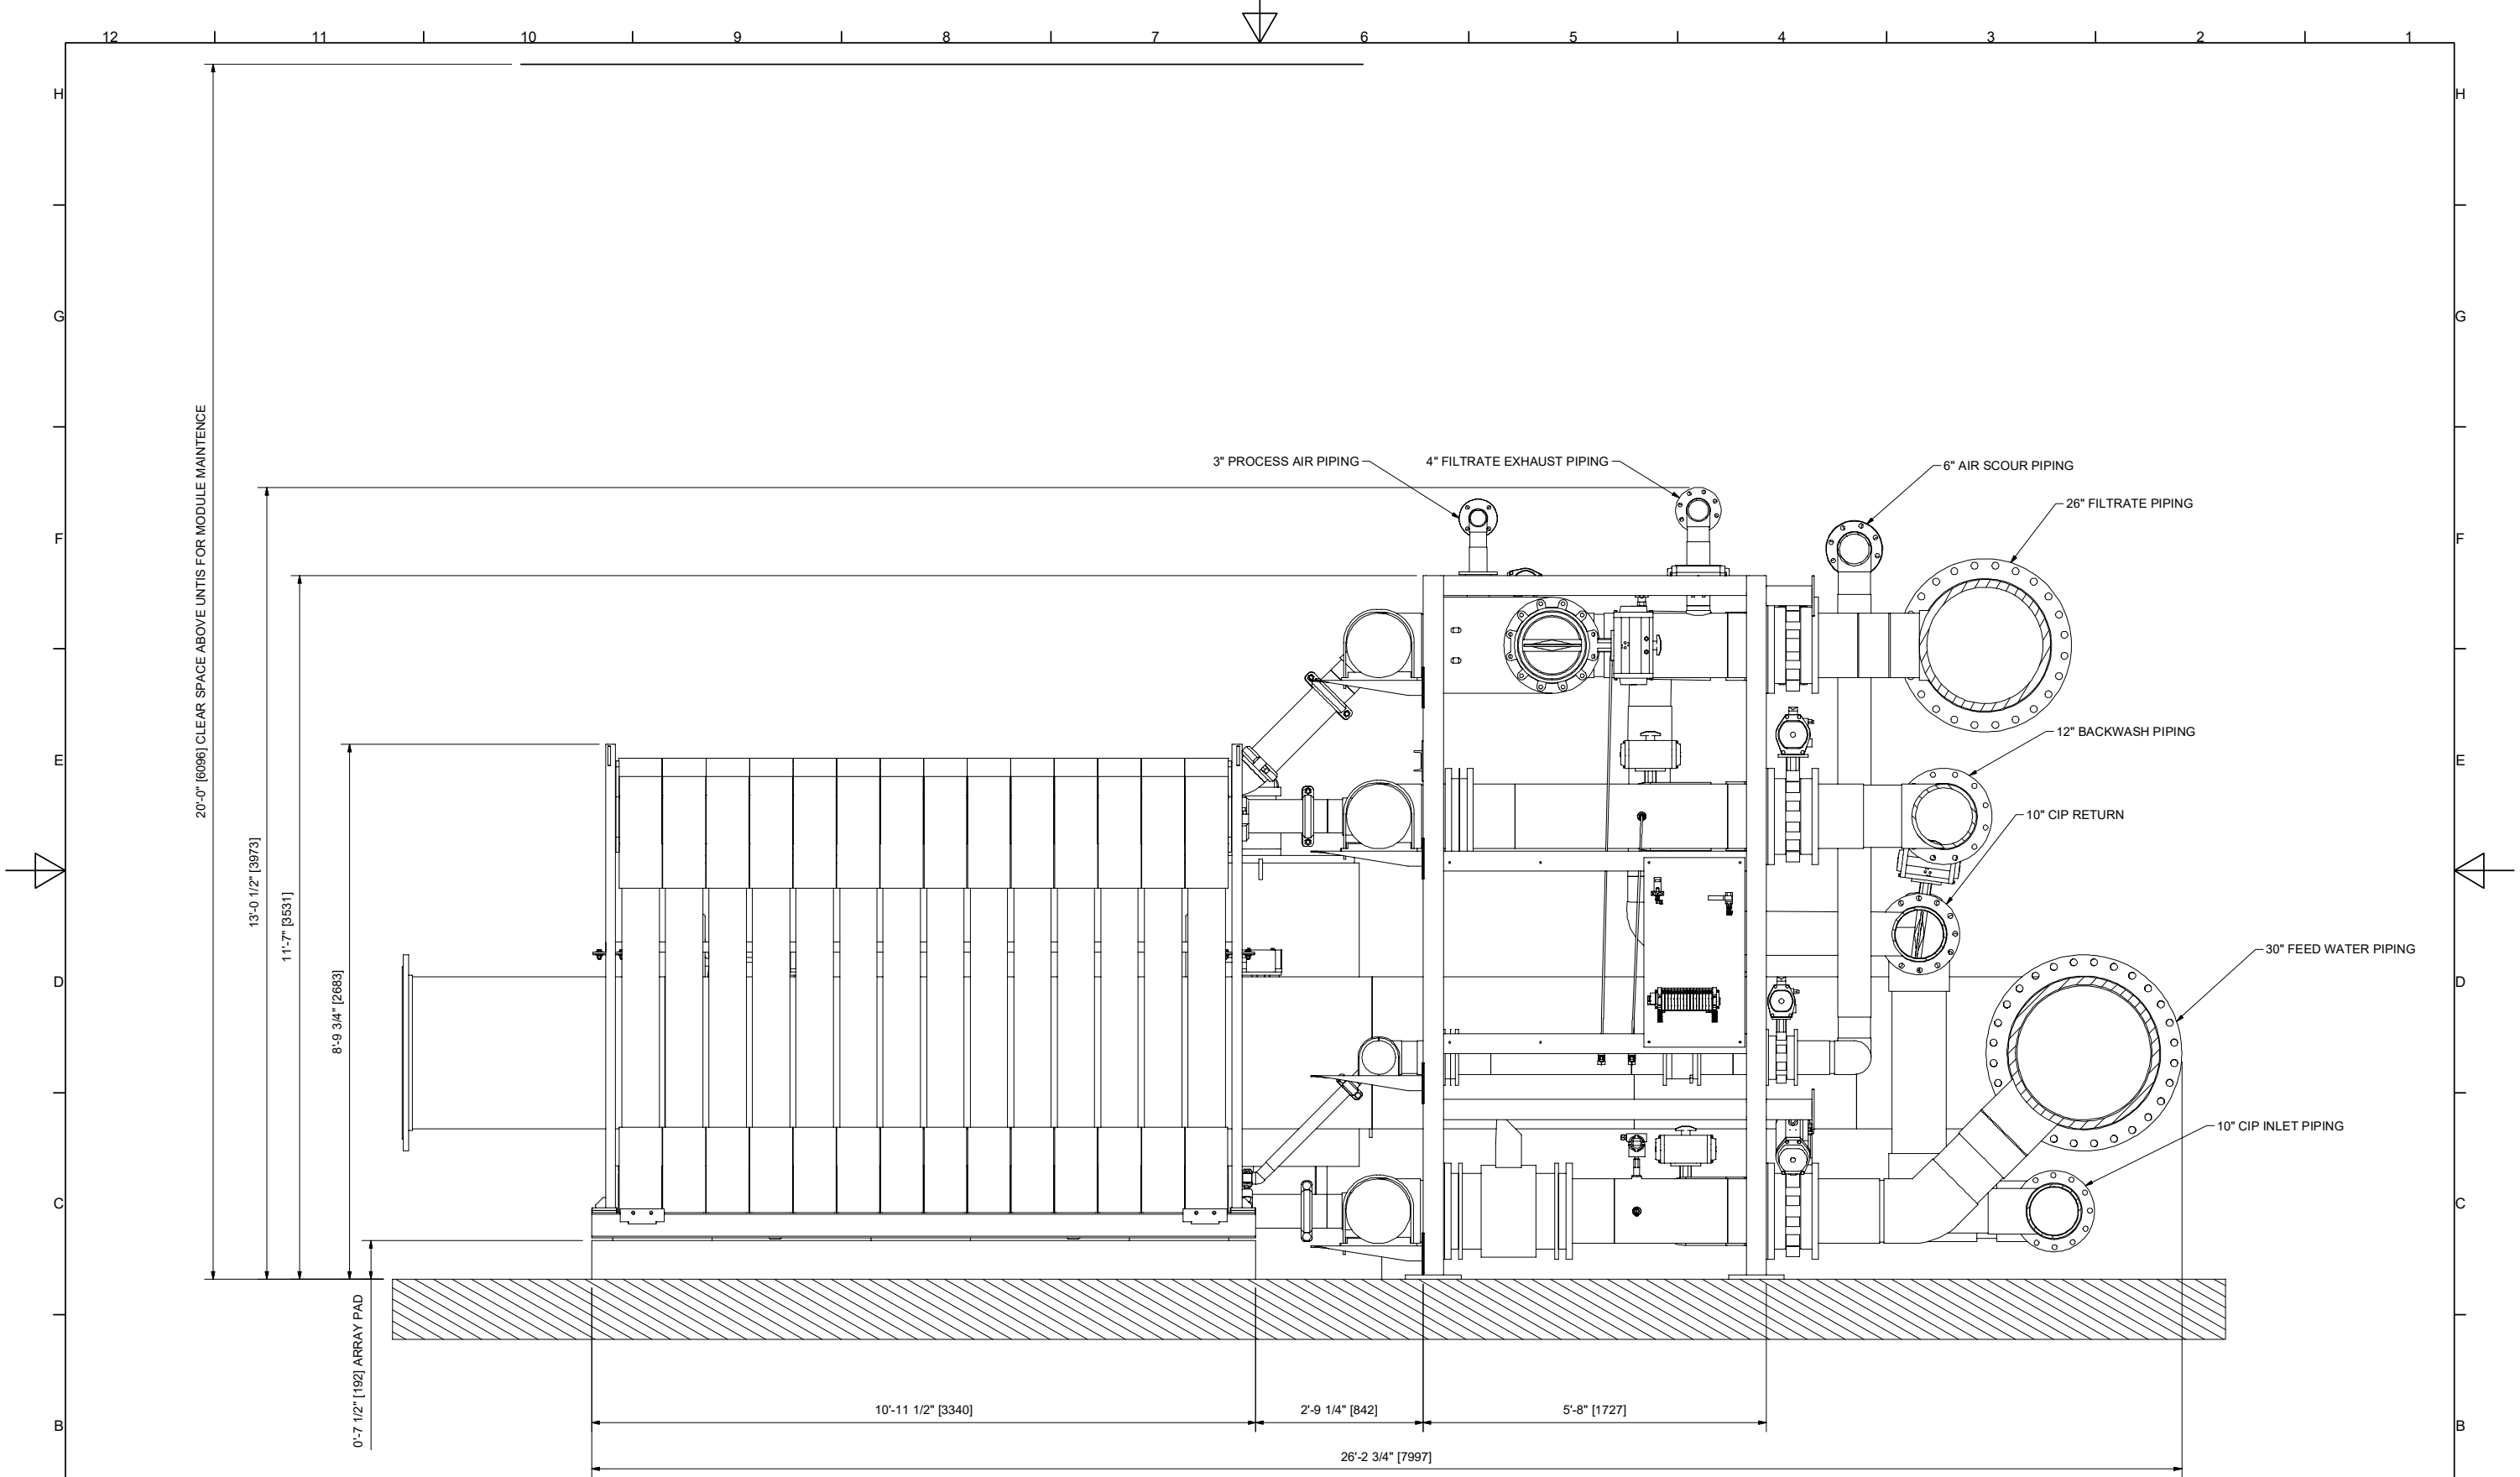 12 11 10 9 8 7 6 5 4 3 2 1
H H
G G
F F
E E
D D
C C
B B
20'-0" [6096] CLEAR SPACE ABOVE UNTIS FOR MODULE MAINTENCE
13'-0 1/2" [3973]
11'-7" [3531]
8'-9 3/4" [2683]
0'-7 1/2" [192] ARRAY PAD
3" PROCESS AIR PIPING
4" FILTRATE EXHAUST PIPING
6" AIR SCOUR PIPING
26" FILTRATE PIPING
12" BACKWASH PIPING
10" CIP RETURN
30" FEED WATER PIPING
10" CIP INLET PIPING
10'-11 1/2" [3340]
2'-9 1/4" [842]
5'-8" [1727]
26'-2 3/4" [7997]